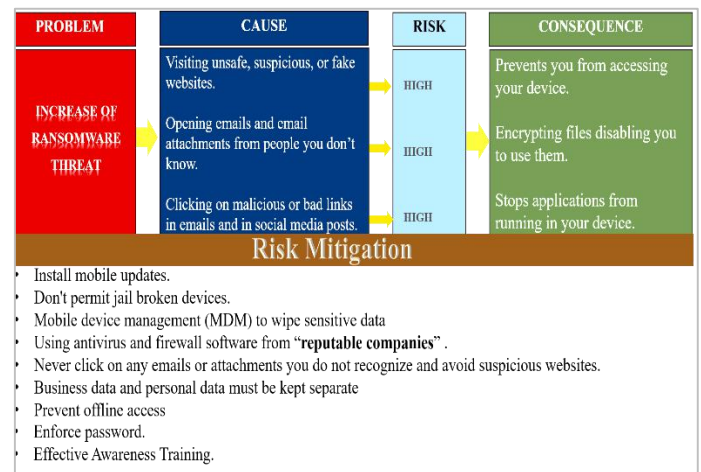 PROBLEM
CAUSE
RISK
CONSEQUENCE
INCREASE OF
RANSOMWARE
THREAT
Visiting unsafe, suspicious, or fake
websites.
Opening emails and email
attachments from people you don’t
know.
Clicking on malicious or bad links
in emails and in social media posts.
HIGH
HIGH
HIGH
Prevents you from accessing
your device.
Encrypting files disabling you
to use them.
Stops applications from
running in your device.
Risk Mitigation
• Install mobile updates.
• Don't permit jail broken devices.
• Mobile device management (MDM) to wipe sensitive data
• Using antivirus and firewall software from “reputable companies” .
• Never click on any emails or attachments you do not recognize and avoid suspicious websites.
• Business data and personal data must be kept separate
• Prevent offline access
• Enforce password.
• Effective Awareness Training.